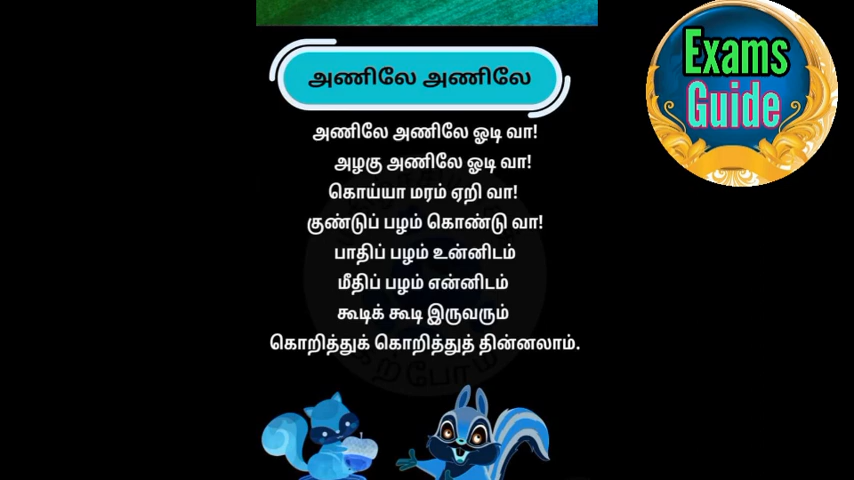 அணிலே அணிலே
அணிலே அணிலே ஓடி வா!
அழகு அணிலே ஓடி வா!
கொய்யா மரம் ஏறி வா!
குண்டுப் பழம் கொண்டு வா!
பாதிப் பழம் உன்னிடம்
மீதிப் பழம் என்னிடம்
கூடிக் கூடி இருவரும்
கொறித்துக் கொறித்துத் தின்னலாம்.
Exams
Guide